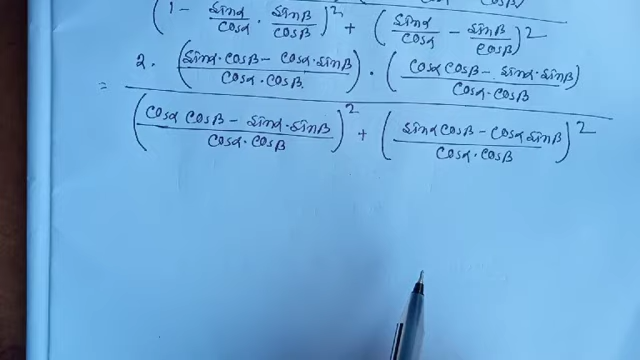 (1 - sinα/cosα · sinβ/cosβ)² + (sinα/cosα - sinβ/cosβ)²
2 · (sinα·cosβ - cosα·sinβ / cosα·cosβ) · (cosα cosβ - sinα·sinβ / cosα·cosβ)
=
(cosα cosβ - sinα·sinβ / cosα·cosβ)² + (sinα cosβ - cosα sinβ / cosα·cosβ)²